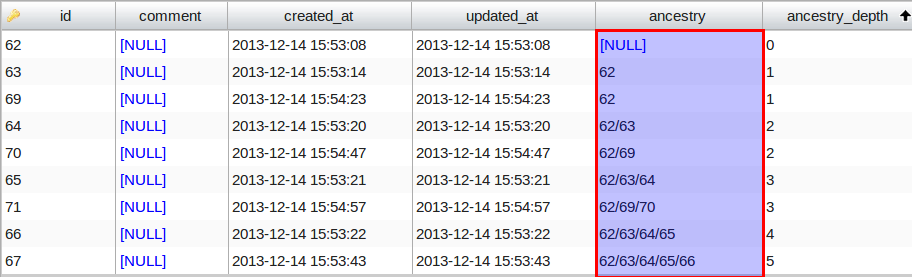 id comment created_at updated_at ancestry ancestry_depth
62 [NULL] 2013-12-14 15:53:08 2013-12-14 15:53:08 [NULL] 0
63 [NULL] 2013-12-14 15:53:14 2013-12-14 15:53:14 62 1
69 [NULL] 2013-12-14 15:54:23 2013-12-14 15:54:23 62 1
64 [NULL] 2013-12-14 15:53:20 2013-12-14 15:53:20 62/63 2
70 [NULL] 2013-12-14 15:54:47 2013-12-14 15:54:47 62/69 2
65 [NULL] 2013-12-14 15:53:21 2013-12-14 15:53:21 62/63/64 3
71 [NULL] 2013-12-14 15:54:57 2013-12-14 15:54:57 62/69/70 3
66 [NULL] 2013-12-14 15:53:22 2013-12-14 15:53:22 62/63/64/65 4
67 [NULL] 2013-12-14 15:53:43 2013-12-14 15:53:43 62/63/64/65/66 5